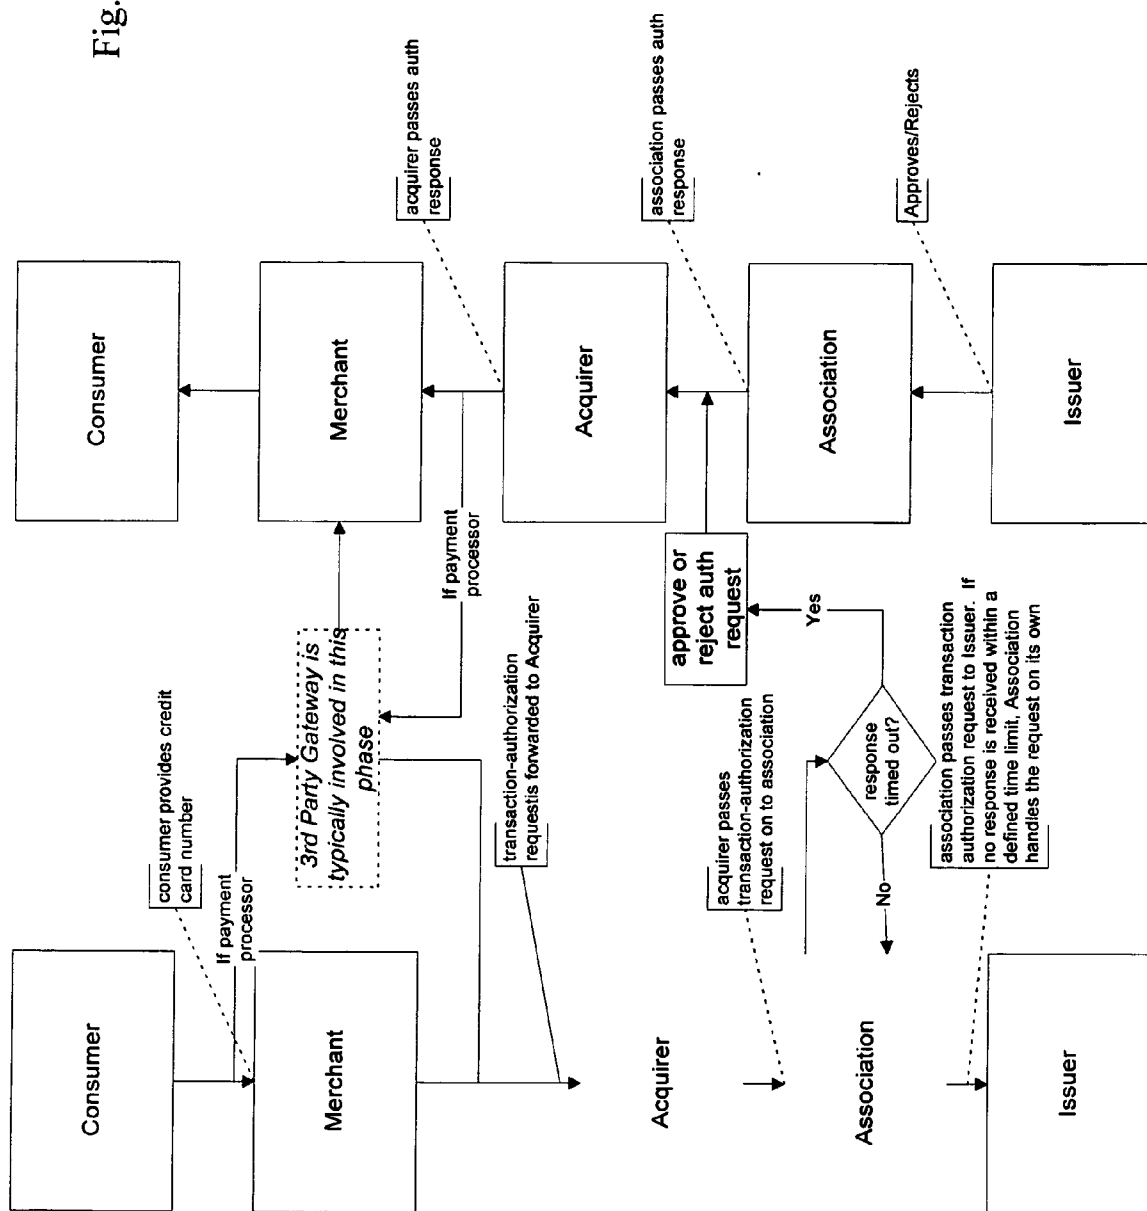 Fig.
Consumer
consumer provides credit
card number
If payment
processor
Merchant
3rd Party Gateway is
typically involved in this
phase
transaction-authorization
requestis forwarded to Acquirer
Acquirer
acquirer passes
transaction-authorization
request on to association
Association
response
timed out?
No
Yes
approve or
reject auth
request
association passes transaction
authorization request to Issuer. If
no response is received within a
defined time limit, Association
handles the request on its own
Issuer
Consumer
Merchant
If payment
processor
acquirer passes auth
response
Acquirer
association passes auth
response
Association
Approves/Rejects
Issuer